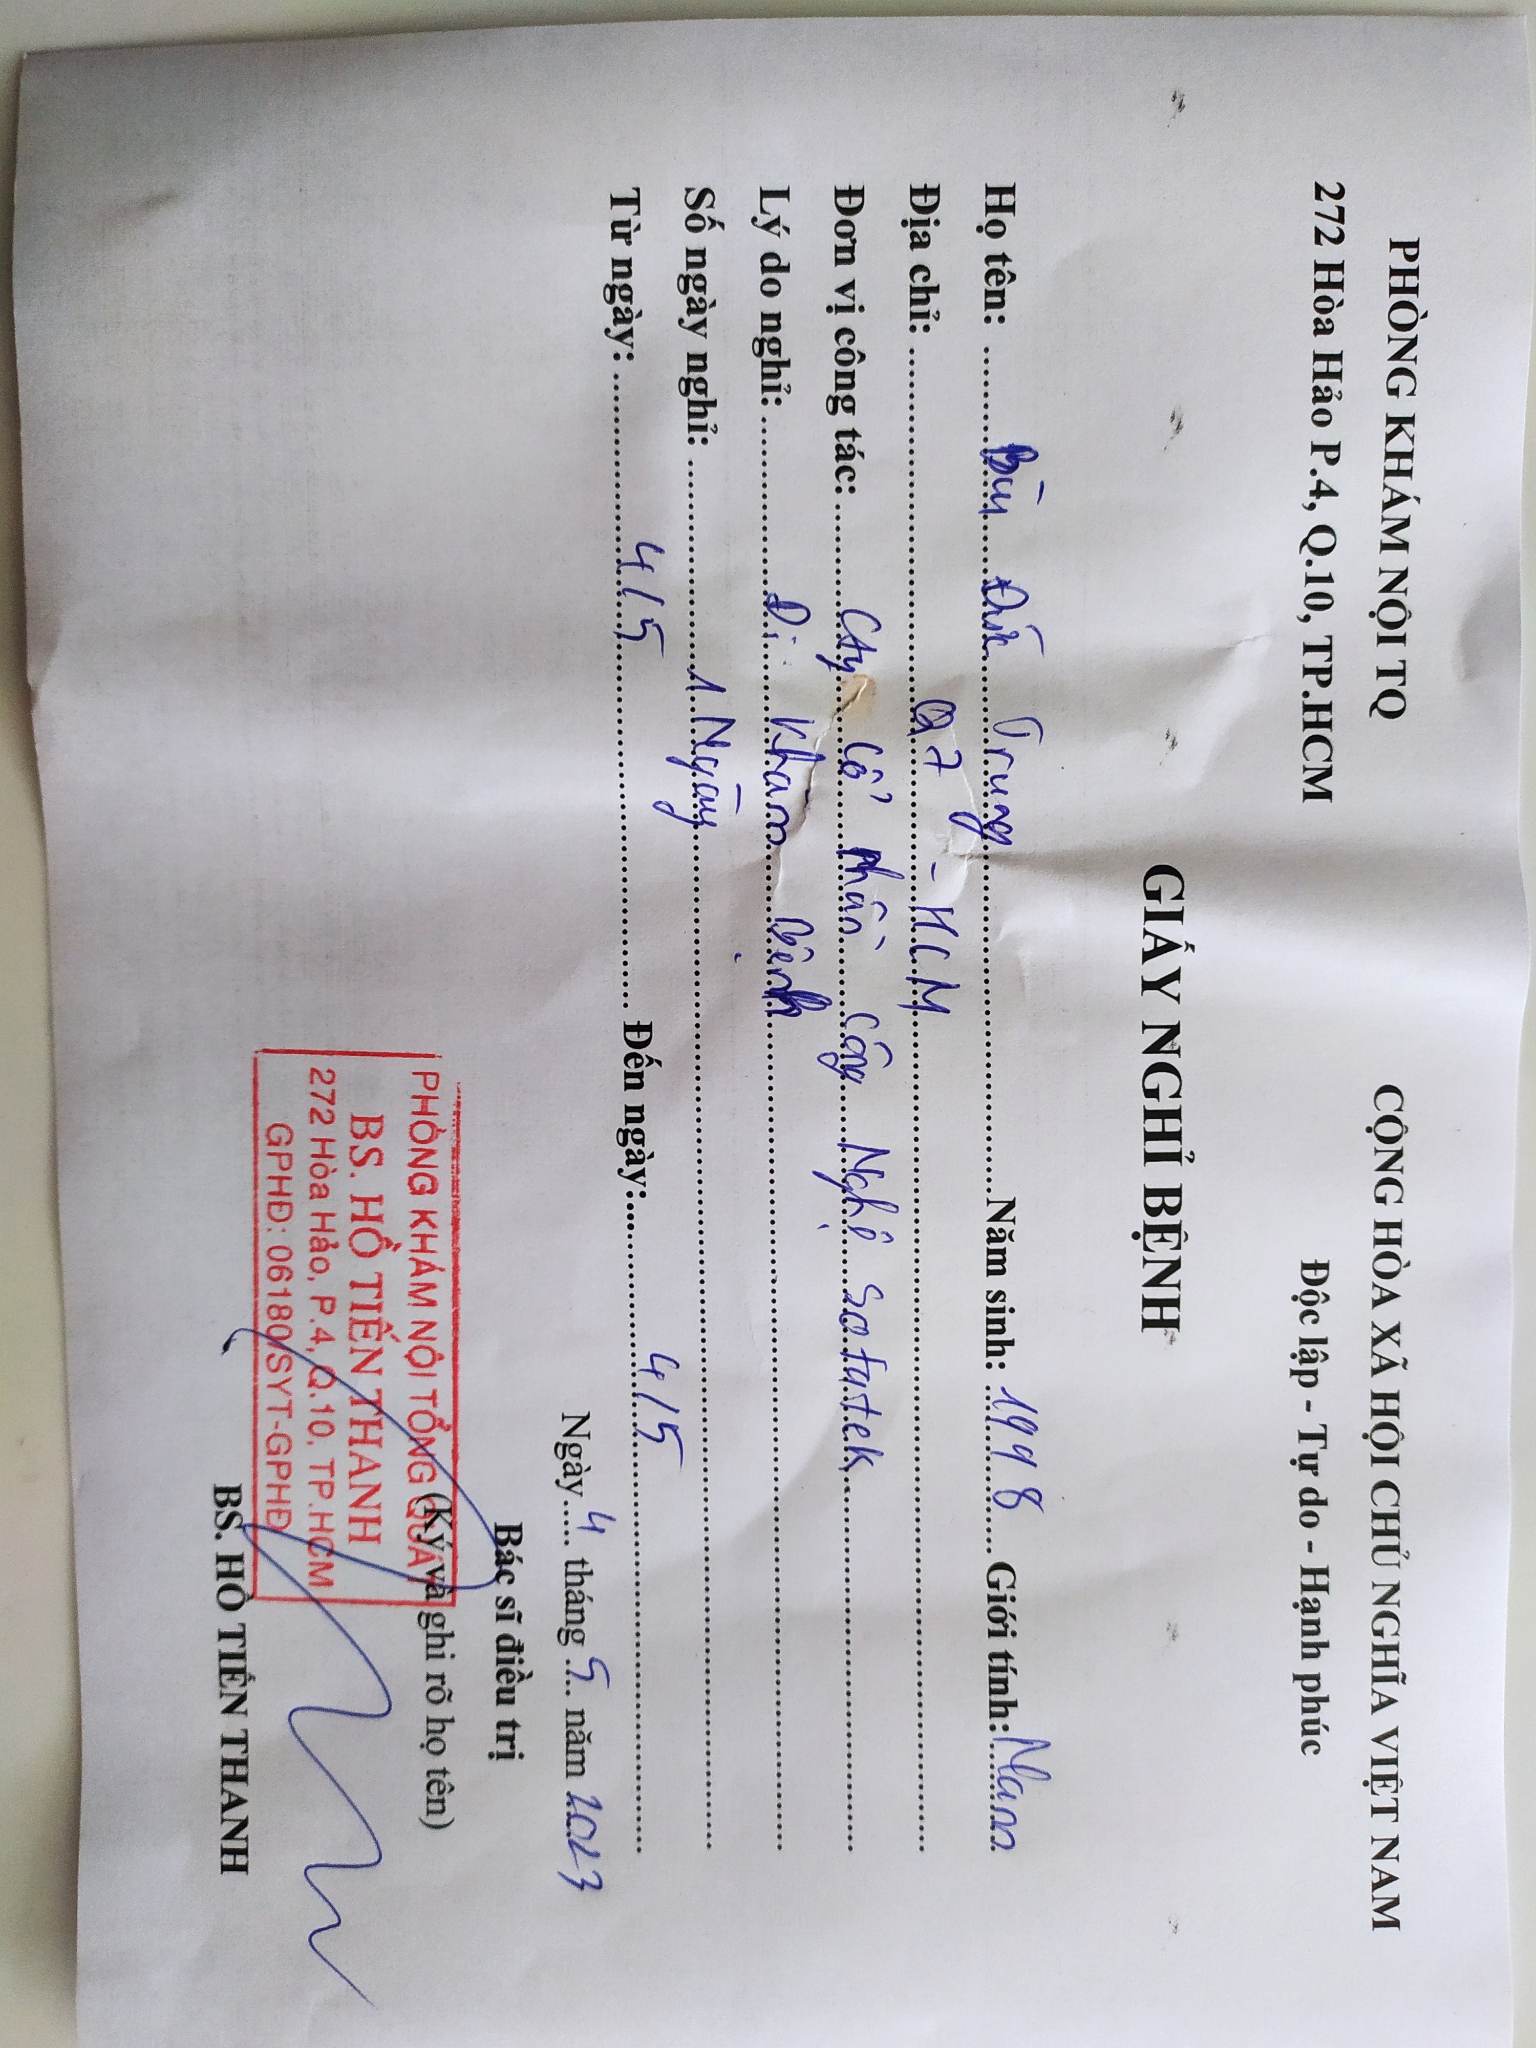 PHÒNG KHÁM NỘI TQ
272 Hòa Hảo P.4, Q.10, TP.HCM
CỘNG HÒA XÃ HỘI CHỦ NGHĨA VIỆT NAM
Độc lập - Tự do - Hạnh phúc
GIẤY NGHỈ BỆNH
Họ tên: Bùi Đức Trung Năm sinh: 1998 Giới tính: Nam
Địa chỉ: Q7 - HCM
Đơn vị công tác: Cty Cổ Phần Công Nghệ Sofatek
Lý do nghỉ: Đi Khám Bệnh
Số ngày nghỉ: 1 Ngày
Từ ngày: 4/5 Đến ngày: 4/5
Ngày 4 tháng 5 năm 2023
Bác sĩ điều trị
(Ký và ghi rõ họ tên)
PHÒNG KHÁM NỘI TỔNG QUÁT
BS. HỒ TIẾN THANH
272 Hòa Hảo, P.4, Q.10, TP.HCM
GPHĐ: 06180/SYT-GPHĐ
BS. HỒ TIẾN THANH